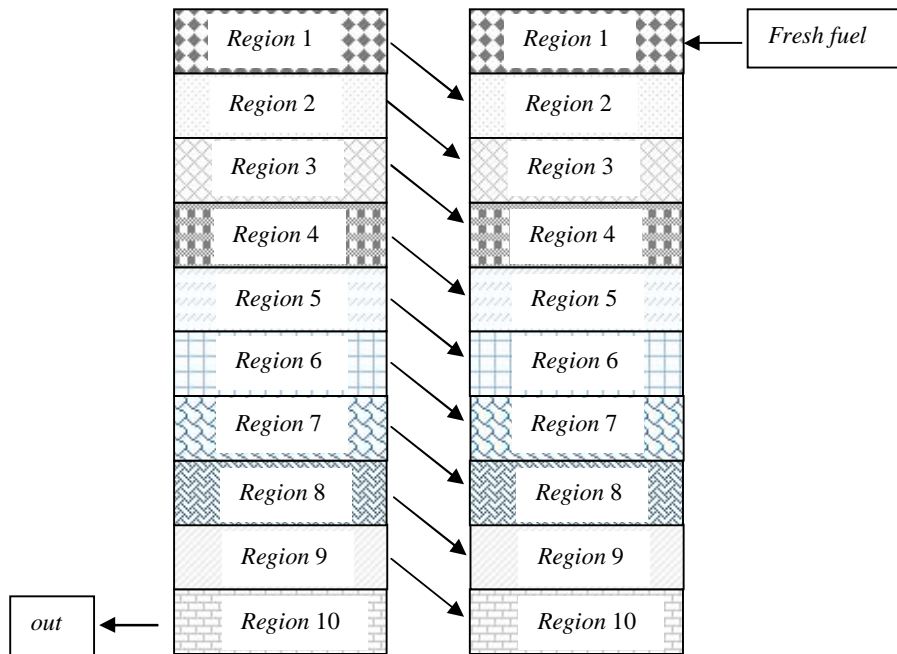 Region 1
Region 1
Fresh fuel
Region 2
Region 2
Region 3
Region 3
Region 4
Region 4
Region 5
Region 5
Region 6
Region 6
Region 7
Region 7
Region 8
Region 8
Region 9
Region 9
out
Region 10
Region 10